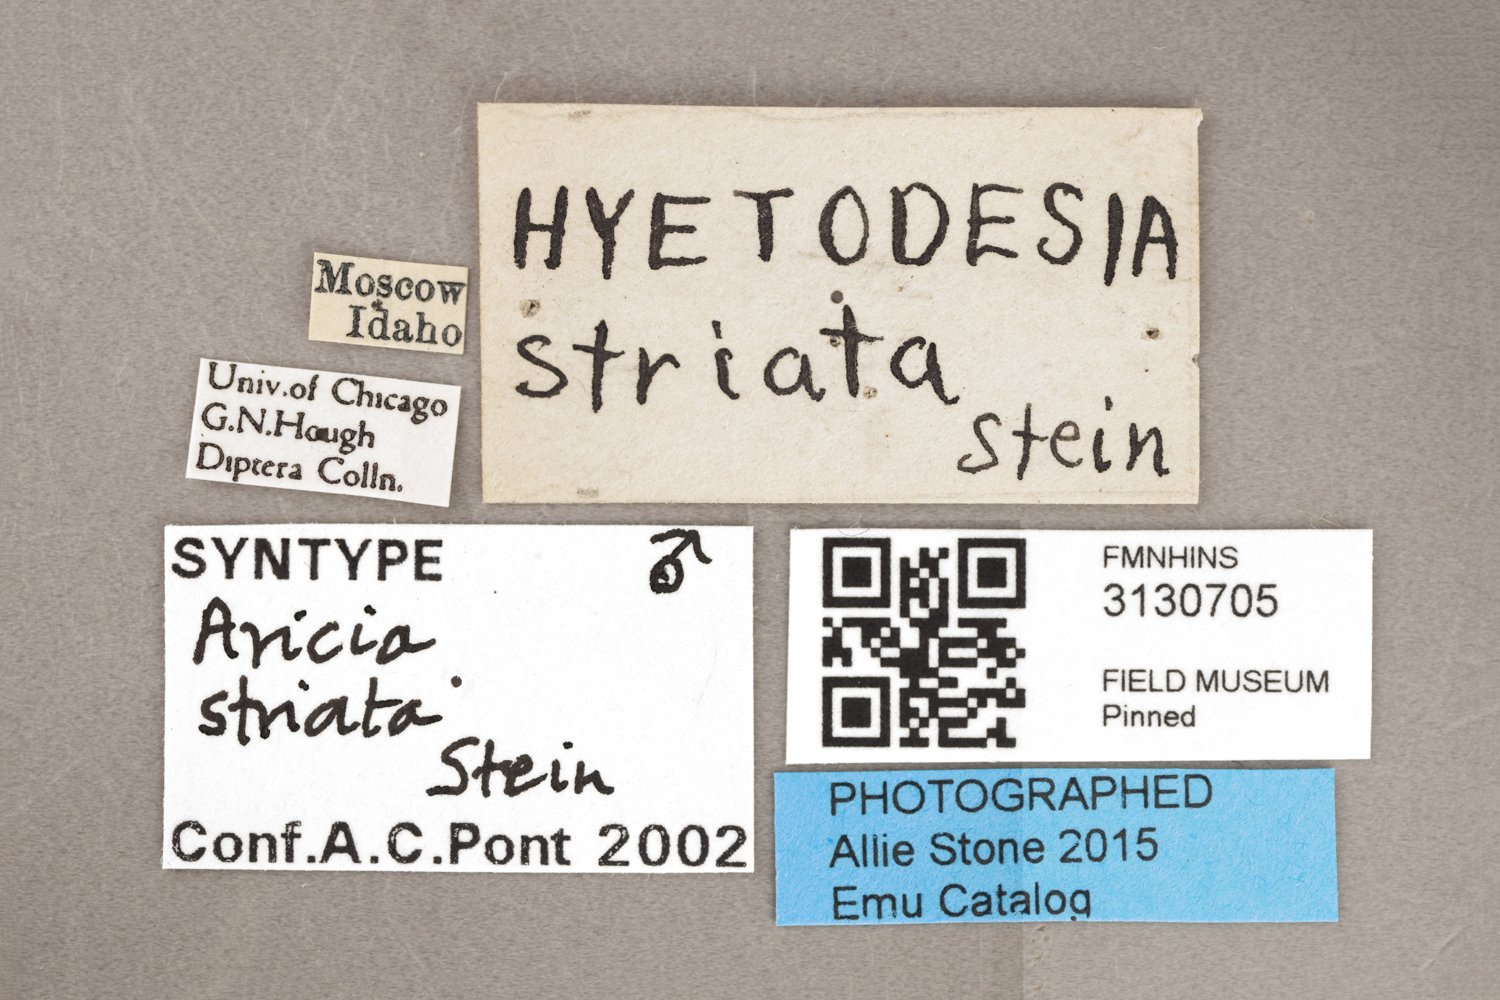 HYETODESIA
striata
stein
Moscow
Idaho
Univ.of Chicago
G.N.Hough
Diptera Colln.
SYNTYPE ♂
Aricia
striata
Stein
Conf.A.C.Pont 2002
FMNHINS
3130705
FIELD MUSEUM
Pinned
PHOTOGRAPHED
Allie Stone 2015
Emu Catalog